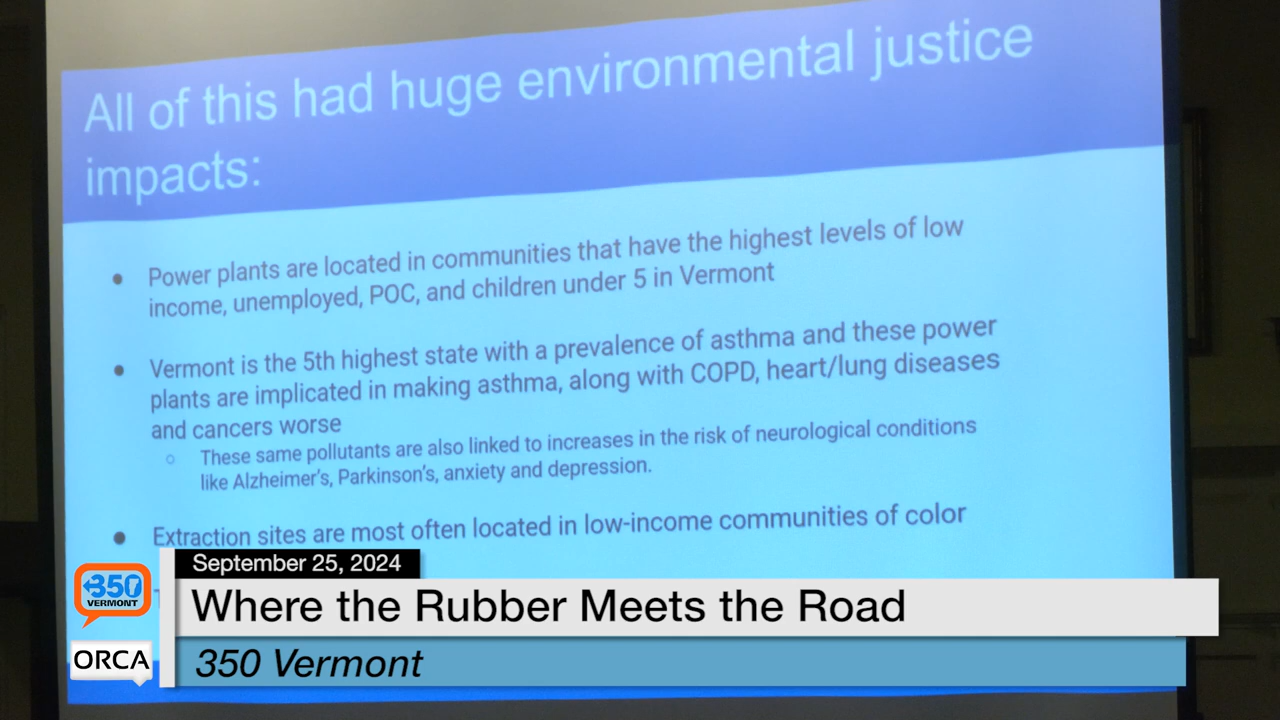 All of this had huge environmental justice
impacts:
Power plants are located in communities that have the highest levels of low
income, unemployed, POC, and children under 5 in Vermont
Vermont is the 5th highest state with a prevalence of asthma and these power
plants are implicated in making asthma, along with COPD, heart/lung diseases
and cancers worse
These same pollutants are also linked to increases in the risk of neurological conditions
like Alzheimer's, Parkinson's, anxiety and depression.
Extraction sites are most often located in low-income communities of color
September 25, 2024
350
VERMONT
Where the Rubber Meets the Road
ORCA
350 Vermont